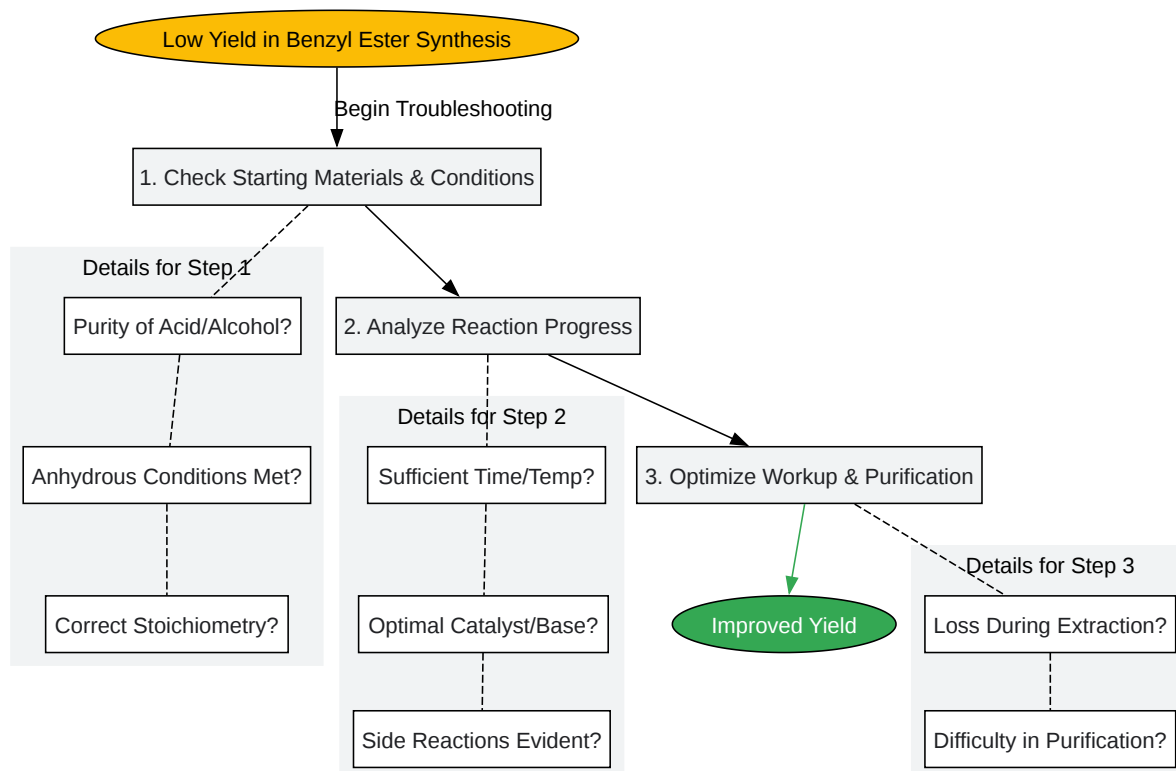 Low Yield in Benzyl Ester Synthesis
Begin Troubleshooting
1. Check Starting Materials & Conditions
Details for Step 1
Purity of Acid/Alcohol?
Anhydrous Conditions Met?
Correct Stoichiometry?
2. Analyze Reaction Progress
Details for Step 2
Sufficient Time/Temp?
Optimal Catalyst/Base?
Side Reactions Evident?
3. Optimize Workup & Purification
Improved Yield
Details for Step 3
Loss During Extraction?
Difficulty in Purification?